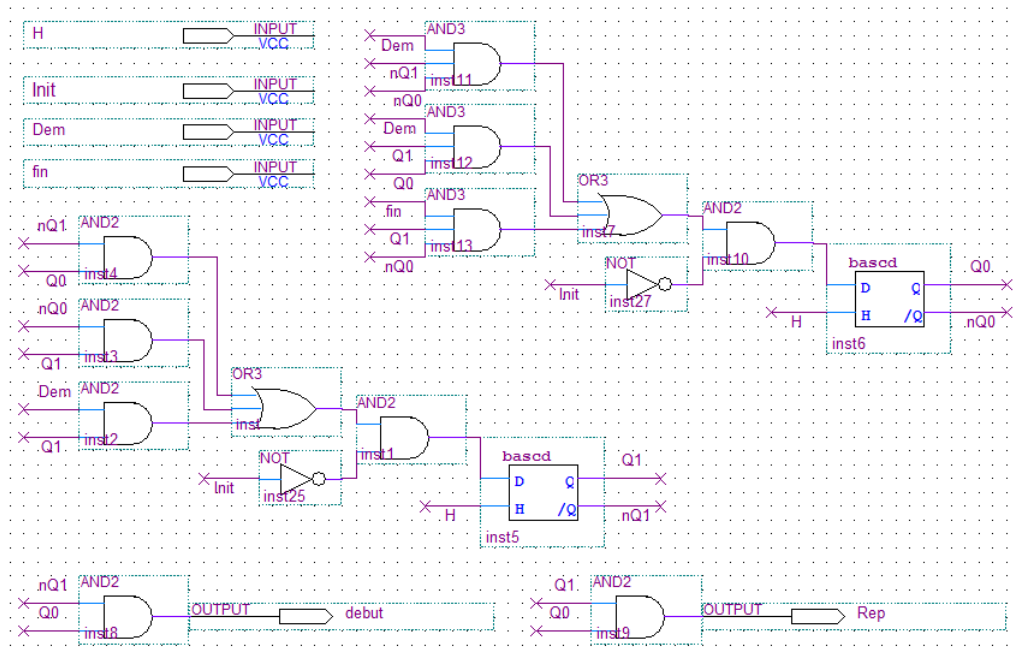 H INPUT
VCC
Init INPUT
VCC
Dem INPUT
VCC
fin INPUT
VCC
AND3
Dem
nQ1
inst11
nQ0
AND3
Dem
Q1
inst12
Q0
AND3
fin
Q1
inst13
nQ0
OR3
inst7
AND2
inst10
NOT
Init
inst27
bascd
D Q
H /Q
H
inst6
Q0
nQ0
nQ1
AND2
Q0
inst4
nQ0
AND2
Q1
inst3
Dem
AND2
Q1
inst2
OR3
inst
AND2
inst1
NOT
Init
inst25
bascd
D Q
H /Q
H
inst5
Q1
nQ1
nQ1 AND2
Q0 OUTPUT debut
inst8
Q1 AND2
Q0 OUTPUT Rep
inst9